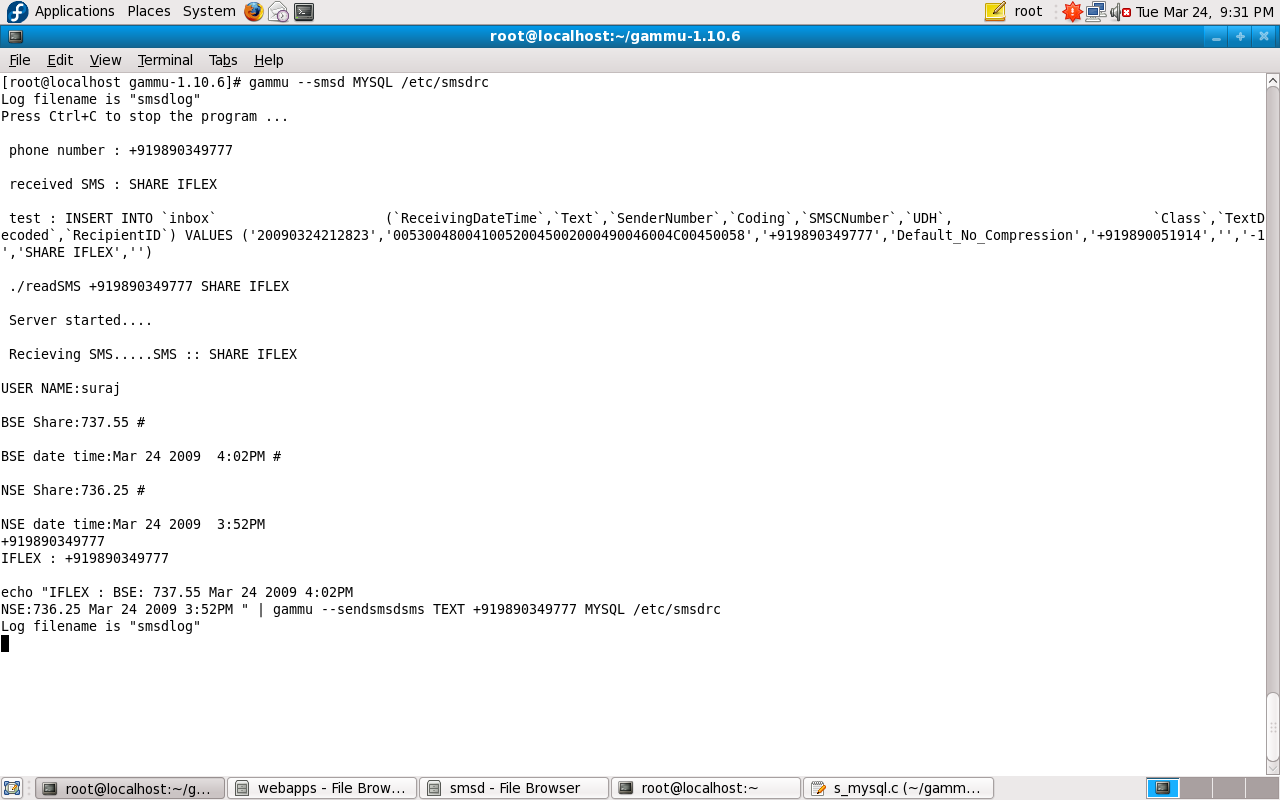 Applications Places System root Tue Mar 24, 9:31 PM
root@localhost:~/gammu-1.10.6
File Edit View Terminal Tabs Help
[root@localhost gammu-1.10.6]# gammu --smsd MYSQL /etc/smsdrc
Log filename is "smsdlog"
Press Ctrl+C to stop the program ...
phone number : +919890349777
received SMS : SHARE IFLEX
test : INSERT INTO `inbox` (`ReceivingDateTime`,`Text`,`SenderNumber`,`Coding`,`SMSCNumber`,`UDH`, `Class`,`TextD
ecoded`,`RecipientID`) VALUES ('20090324212823','00530048004100520045002000490046004C00450058','+919890349777','Default_No_Compression','+919890051914','','-1
','SHARE IFLEX','')
./readSMS +919890349777 SHARE IFLEX
Server started....
Recieving SMS.....SMS :: SHARE IFLEX
USER NAME:suraj
BSE Share:737.55 #
BSE date time:Mar 24 2009  4:02PM #
NSE Share:736.25 #
NSE date time:Mar 24 2009  3:52PM
+919890349777
IFLEX : +919890349777
echo "IFLEX : BSE: 737.55 Mar 24 2009 4:02PM
NSE:736.25 Mar 24 2009 3:52PM " | gammu --sendsmsdsms TEXT +919890349777 MYSQL /etc/smsdrc
Log filename is "smsdlog"
root@localhost:~/g... webapps - File Brow... smsd - File Browser root@localhost:~ s_mysql.c (~/gamm...